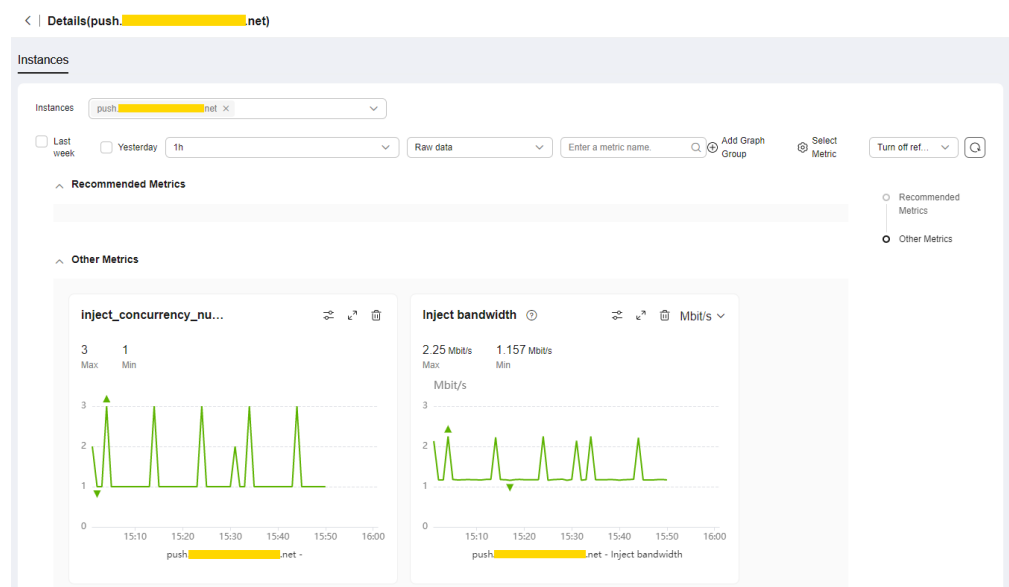 Details(push. .net)
Instances
Instances push. net ×
Last week Yesterday 1h Raw data Enter a metric name. Add Graph Group Select Metric Turn off ref...
Recommended Metrics
Recommended Metrics
Other Metrics
Other Metrics
inject_concurrency_nu...
3 1
Max Min
3
2
1
0
15:10 15:20 15:30 15:40 15:50 16:00
push. .net -
Inject bandwidth ? Mbit/s
2.25 Mbit/s 1.157 Mbit/s
Max Min
Mbit/s
3
2
1
0
15:10 15:20 15:30 15:40 15:50 16:00
push. .net - Inject bandwidth